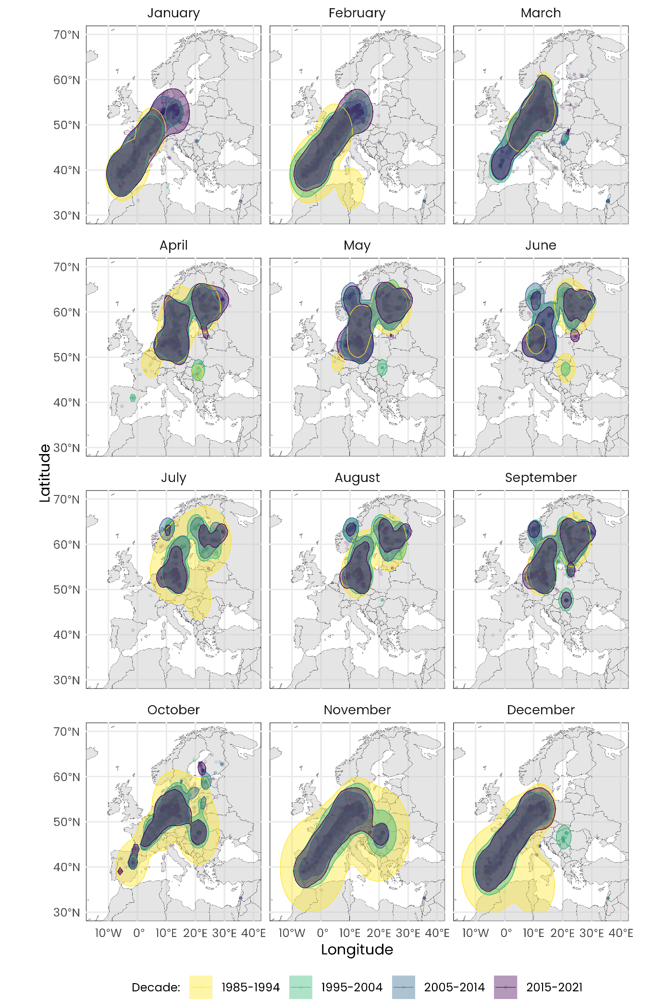 January February March
70°N
60°N
50°N
40°N
30°N
April May June
70°N
60°N
50°N
40°N
30°N
Latitude
July August September
70°N
60°N
50°N
40°N
30°N
October November December
70°N
60°N
50°N
40°N
30°N
10°W 0° 10°E 20°E 30°E 40°E 10°W 0° 10°E 20°E 30°E 40°E 10°W 0° 10°E 20°E 30°E 40°E
Longitude
Decade: 1985-1994 1995-2004 2005-2014 2015-2021